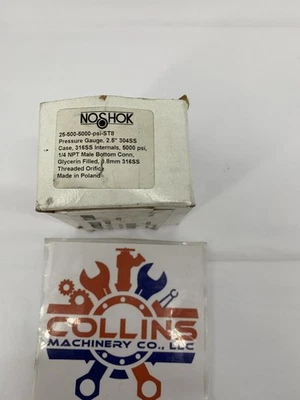 NOSHOK
25-500-5000-psi-ST8
Pressure Gauge, 2.5" 304SS
Case, 316SS Internals, 5000 psi,
1/4 NPT Male Bottom Conn,
Glycerin Filled, 0.8mm 316SS
Threaded Orifice
Made in Poland
COLLINS
MACHINERY CO., LLC